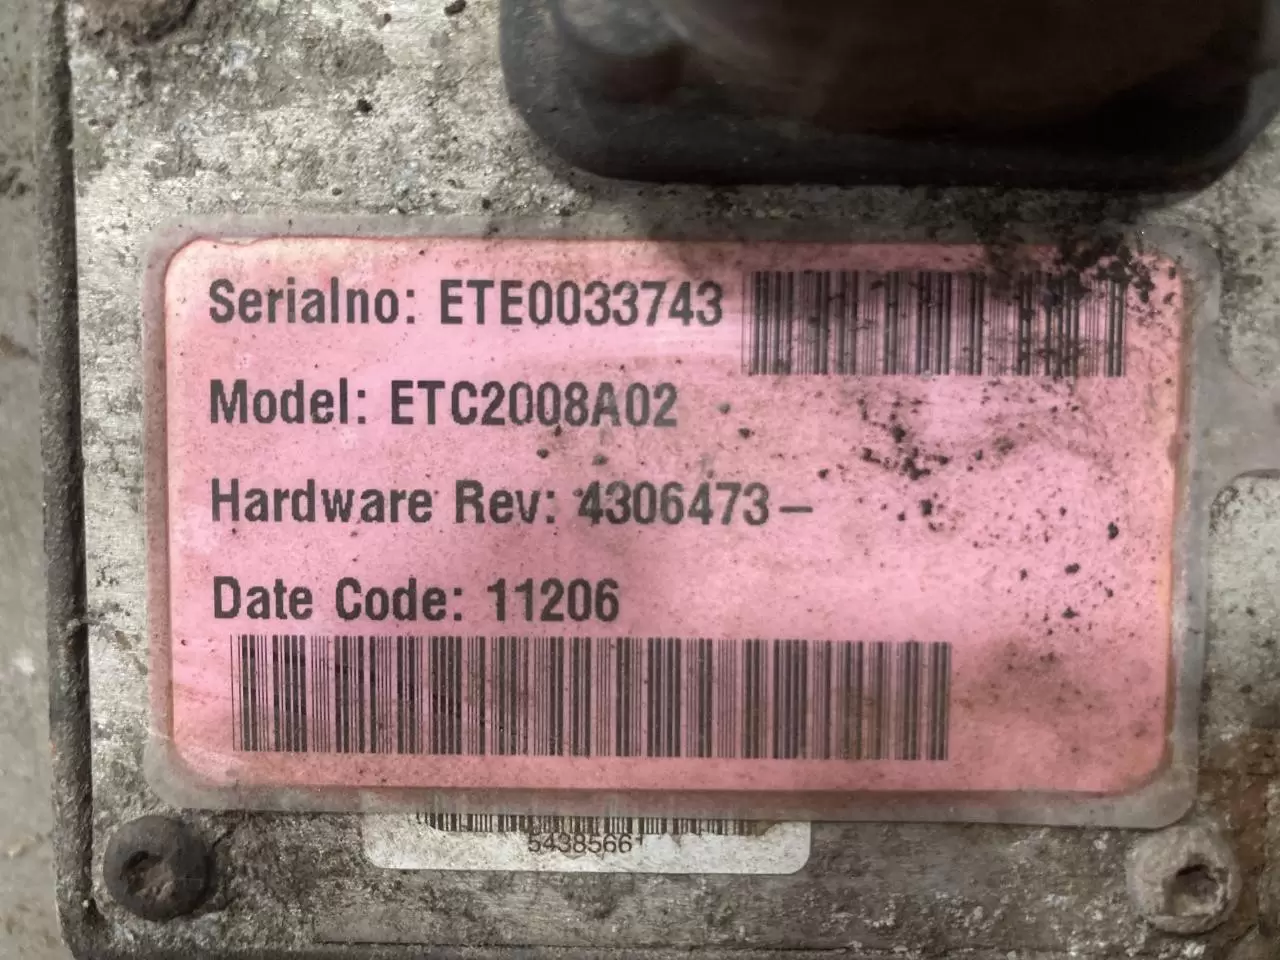 Serialno: ETE0033743
Model: ETC2008A02
Hardware Rev: 4306473–
Date Code: 11206
5438566